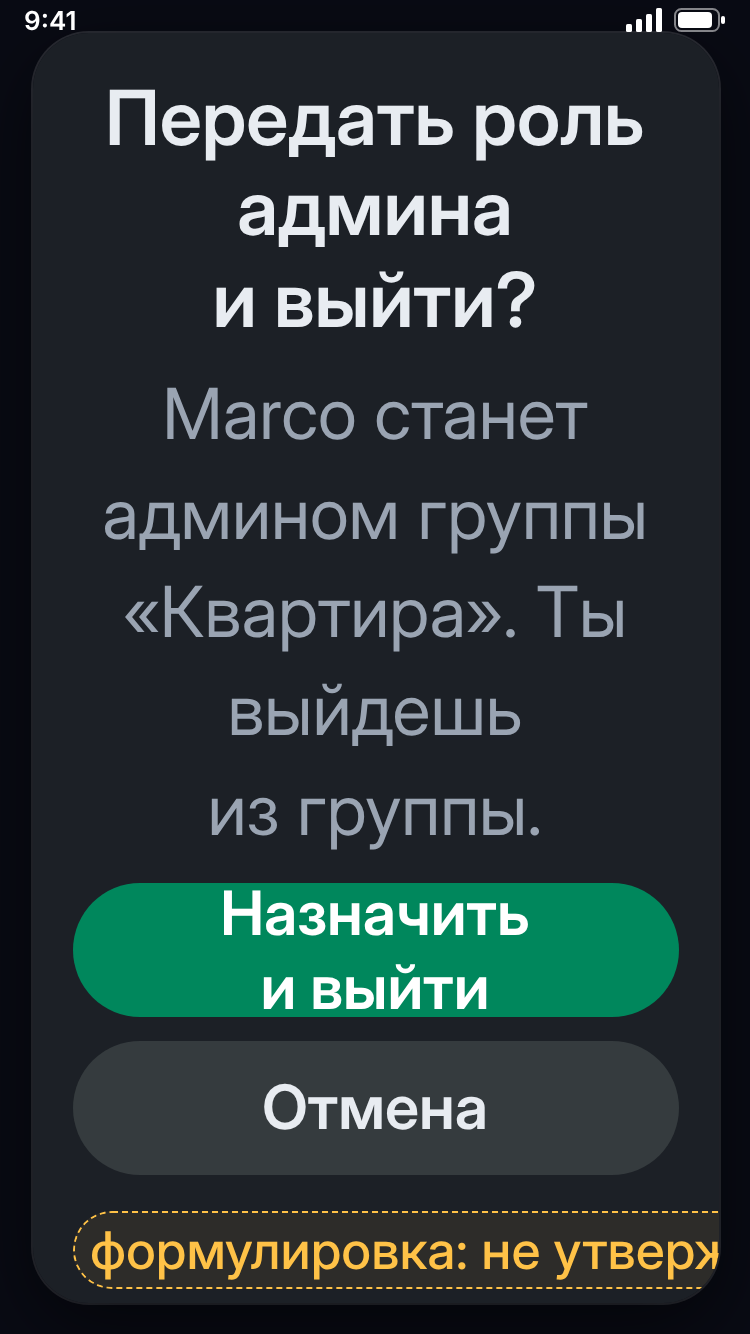 9:41
Передать роль
админа
и выйти?
Marco станет
админом группы
«Квартира». Ты
выйдешь
из группы.
Назначить
и выйти
Отмена
формулировка: не утверж